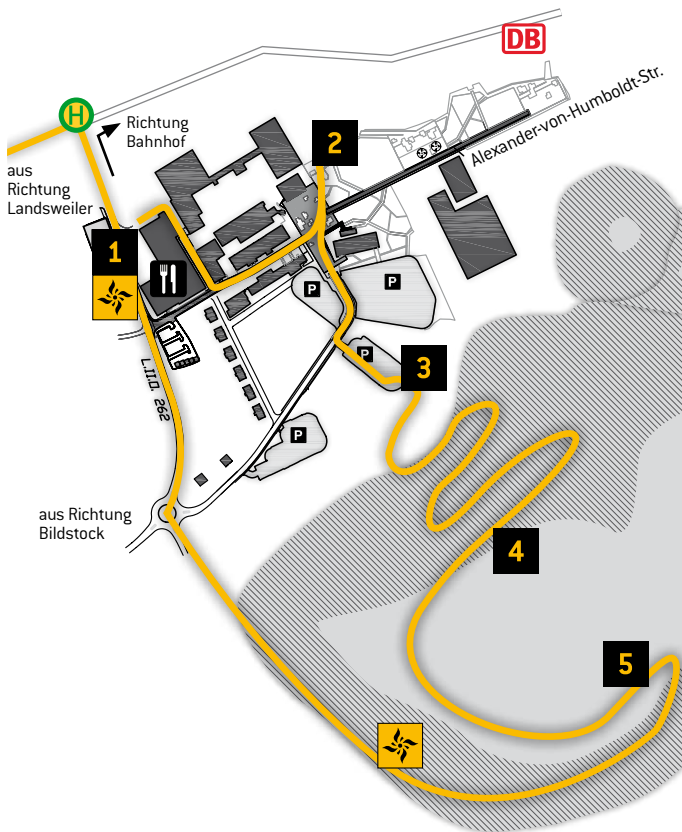 DB
H
Richtung
Bahnhof
Alexander-von-Humboldt-Str.
2
aus
Richtung
Landsweiler
1
P
P
P
3
L.II.O. 262
P
aus Richtung
Bildstock
4
5